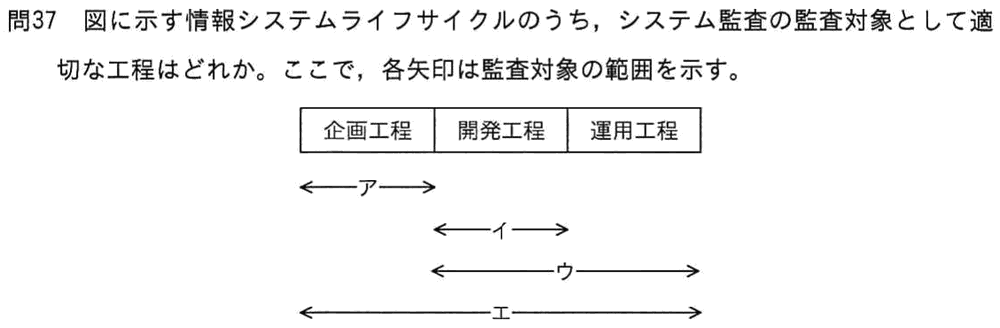 問37　図に示す情報システムライフサイクルのうち，システム監査の監査対象として適
切な工程はどれか。ここで，各矢印は監査対象の範囲を示す。
企画工程　開発工程　運用工程
ア
イ
ウ
エ